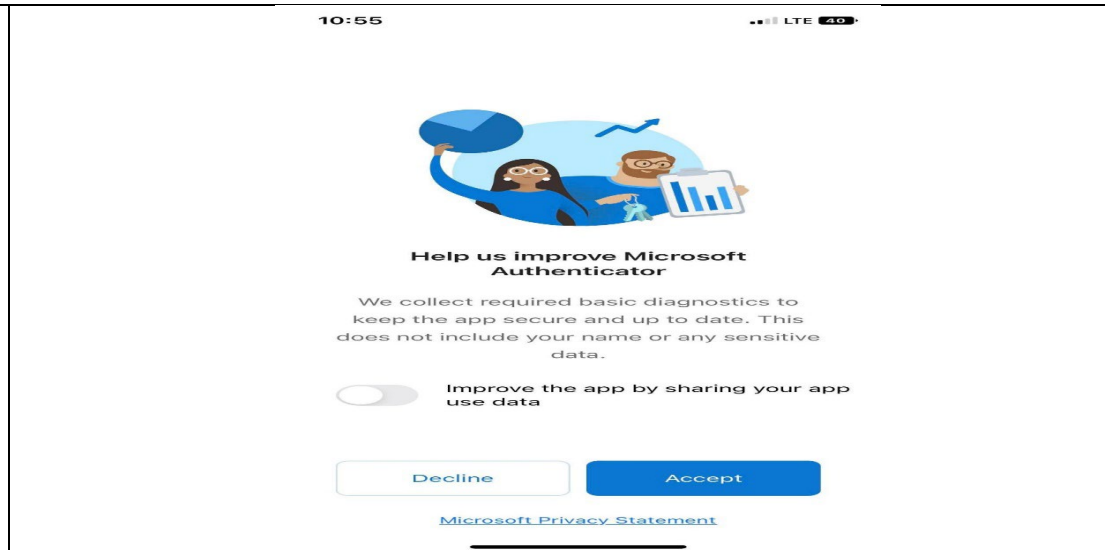 10:55
LTE 40
Help us improve Microsoft
Authenticator
We collect required basic diagnostics to
keep the app secure and up to date. This
does not include your name or any sensitive
data.
Improve the app by sharing your app
use data
Decline
Accept
Microsoft Privacy Statement